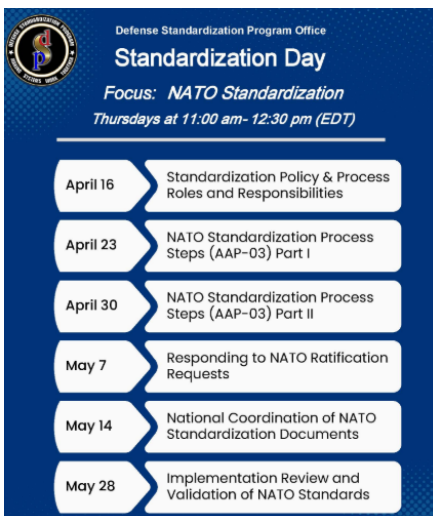 Defense Standardization Program Office
Standardization Day
Focus: NATO Standardization
Thursdays at 11:00 am- 12:30 pm (EDT)
April 16
Standardization Policy & Process
Roles and Responsibilities
April 23
NATO Standardization Process
Steps (AAP-03) Part I
April 30
NATO Standardization Process
Steps (AAP-03) Part II
May 7
Responding to NATO Ratification
Requests
May 14
National Coordination of NATO
Standardization Documents
May 28
Implementation Review and
Validation of NATO Standards